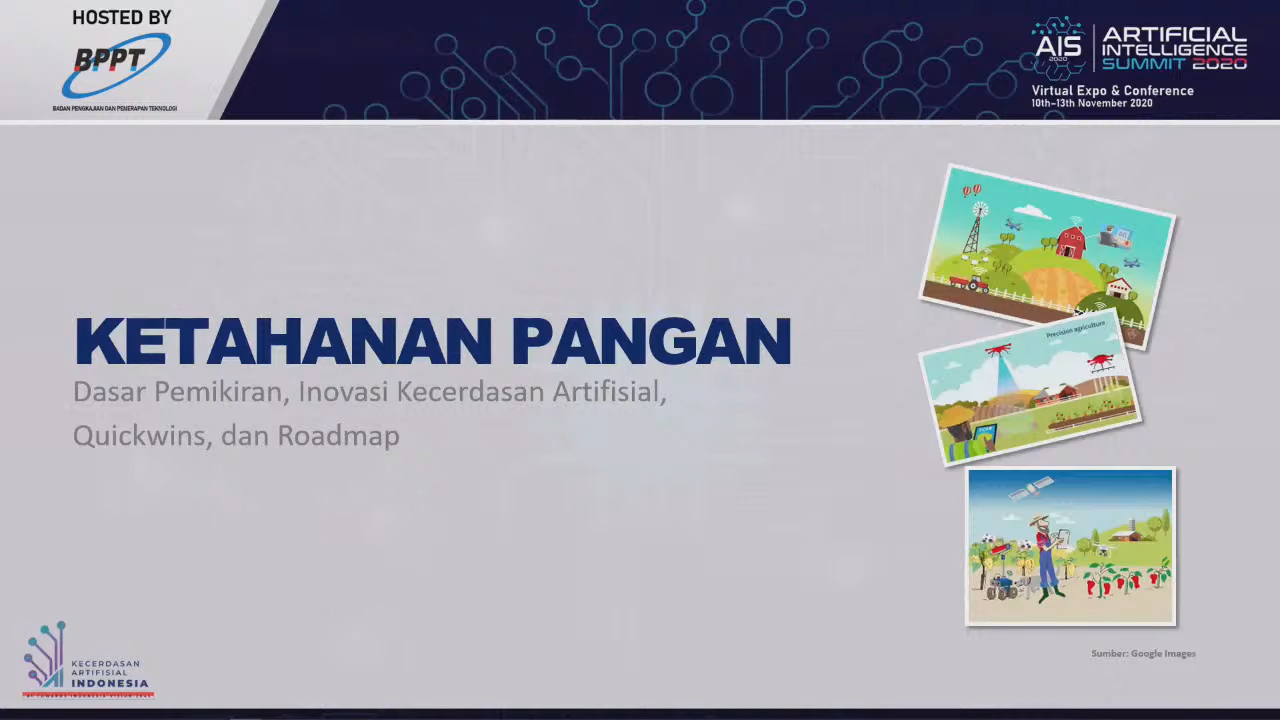 HOSTED BY
BPPT
BADAN PENGKAJIAN DAN PENERAPAN TEKNOLOGI
AIS
2020
ARTIFICIAL
INTELLIGENCE
SUMMIT 2020
Virtual Expo & Conference
10th-13th November 2020
KETAHANAN PANGAN
Dasar Pemikiran, Inovasi Kecerdasan Artifisial,
Quickwins, dan Roadmap
Precision agriculture
Sumber: Google Images
KECERDASAN
ARTIFISIAL
INDONESIA